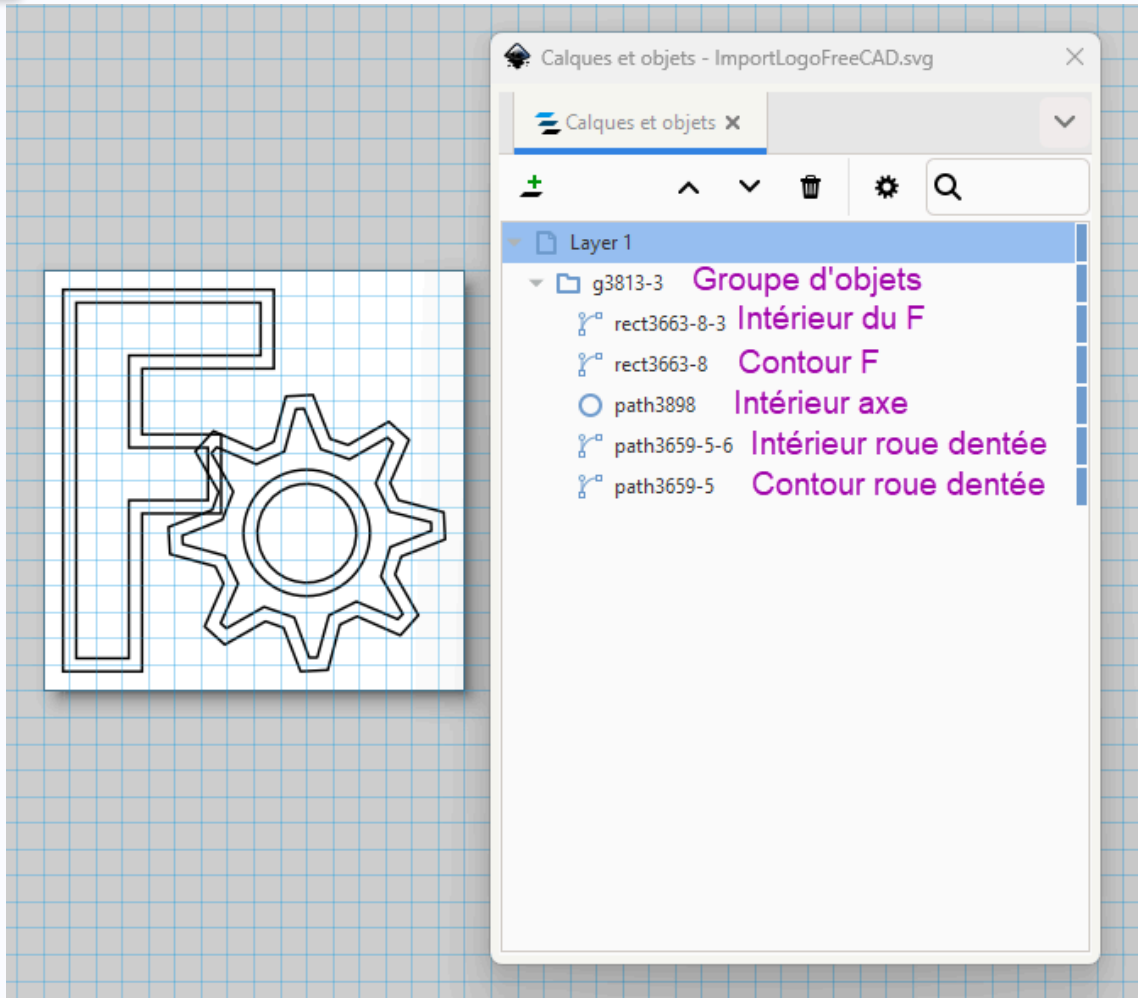 Calques et objets - ImportLogoFreeCAD.svg
Calques et objets
Layer 1
g3813-3 Groupe d'objets
rect3663-8-3 Intérieur du F
rect3663-8 Contour F
path3898 Intérieur axe
path3659-5-6 Intérieur roue dentée
path3659-5 Contour roue dentée